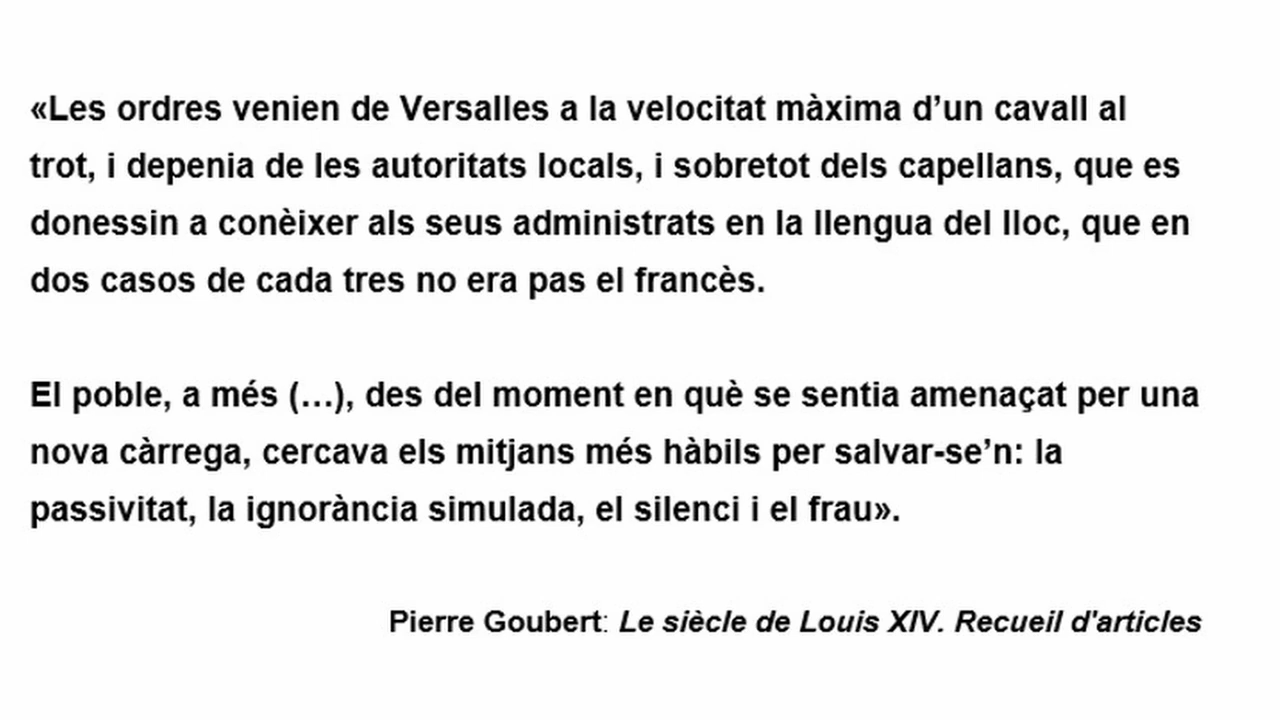 «Les ordres venien de Versalles a la velocitat màxima d’un cavall al
trot, i depenia de les autoritats locals, i sobretot dels capellans, que es
donessin a conèixer als seus administrats en la llengua del lloc, que en
dos casos de cada tres no era pas el francès.
El poble, a més (…), des del moment en què se sentia amenaçat per una
nova càrrega, cercava els mitjans més hàbils per salvar-se’n: la
passivitat, la ignorància simulada, el silenci i el frau».
Pierre Goubert: Le siècle de Louis XIV. Recueil d'articles